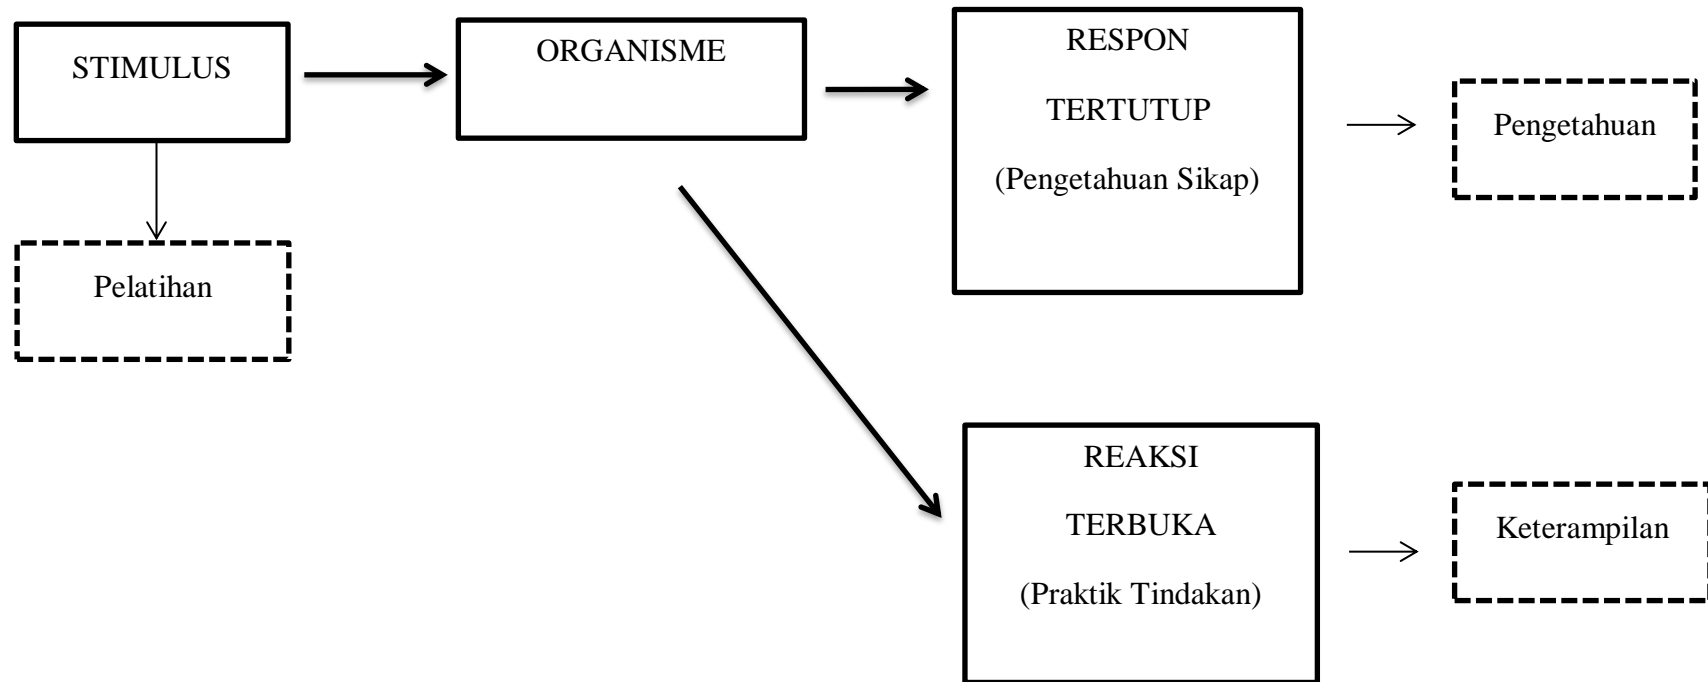 STIMULUS
Pelatihan
ORGANISME
RESPON
TERTUTUP
(Pengetahuan Sikap)
Pengetahuan
REAKSI
TERBUKA
(Praktik Tindakan)
Keterampilan